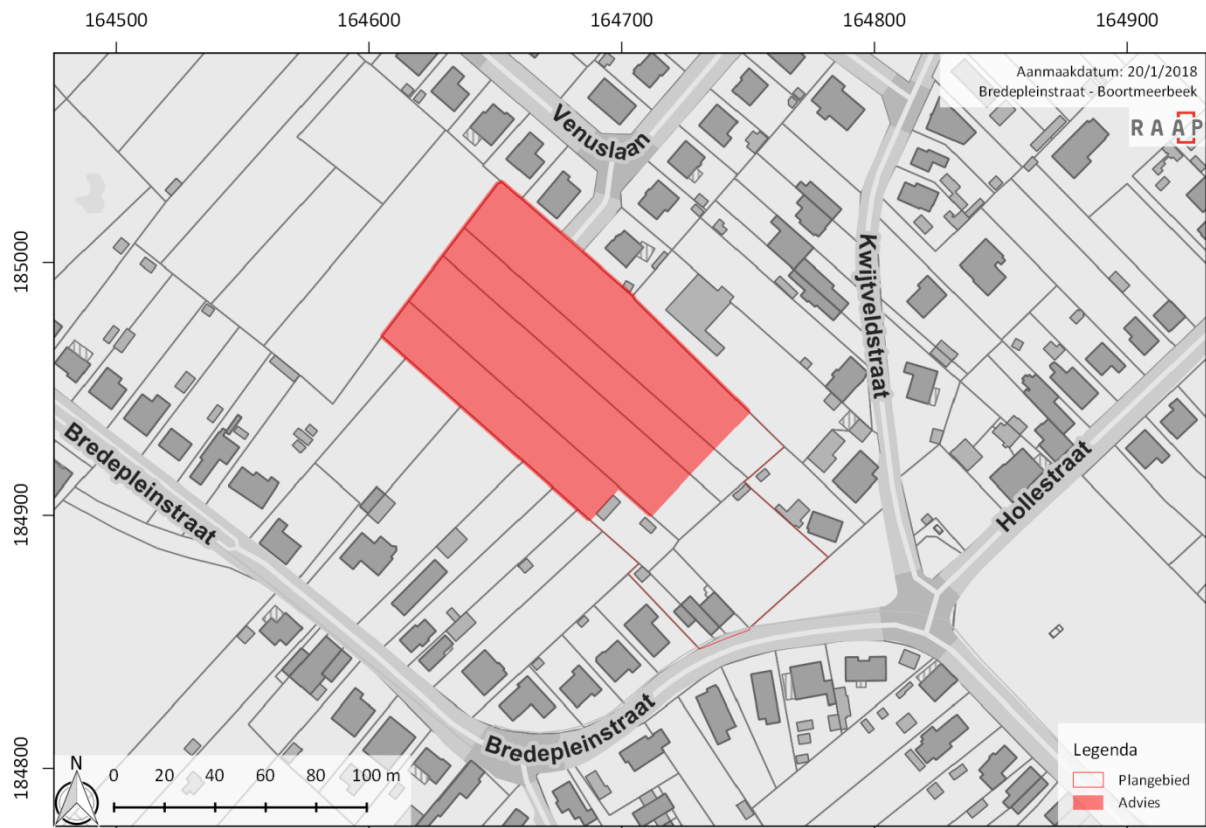 164500 164600 164700 164800 164900
Aanmaakdatum: 20/1/2018
Bredepleinstraat - Boortmeerbeek
RAAP
Venuslaan
185000
Kwijtveldstraat
Bredepleinstraat
184900
Hollestraat
Bredepleinstraat
184800
N
0 20 40 60 80 100 m
Legenda
Plangebied
Advies